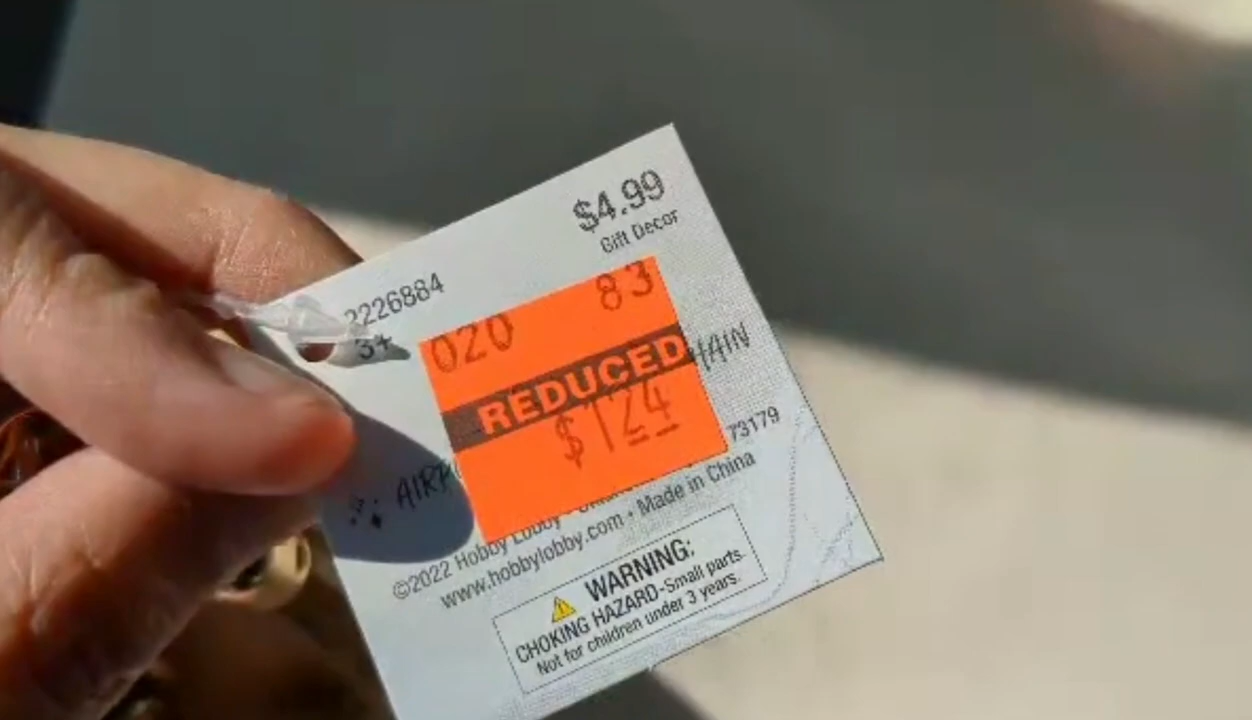 $4.99
Gift Decor
2226884
3+
020 83
REDUCED
$1.24
73179
©2022 Hobby Lobby
www.hobbylobby.com • Made in China
WARNING:
CHOKING HAZARD-Small parts.
Not for children under 3 years.